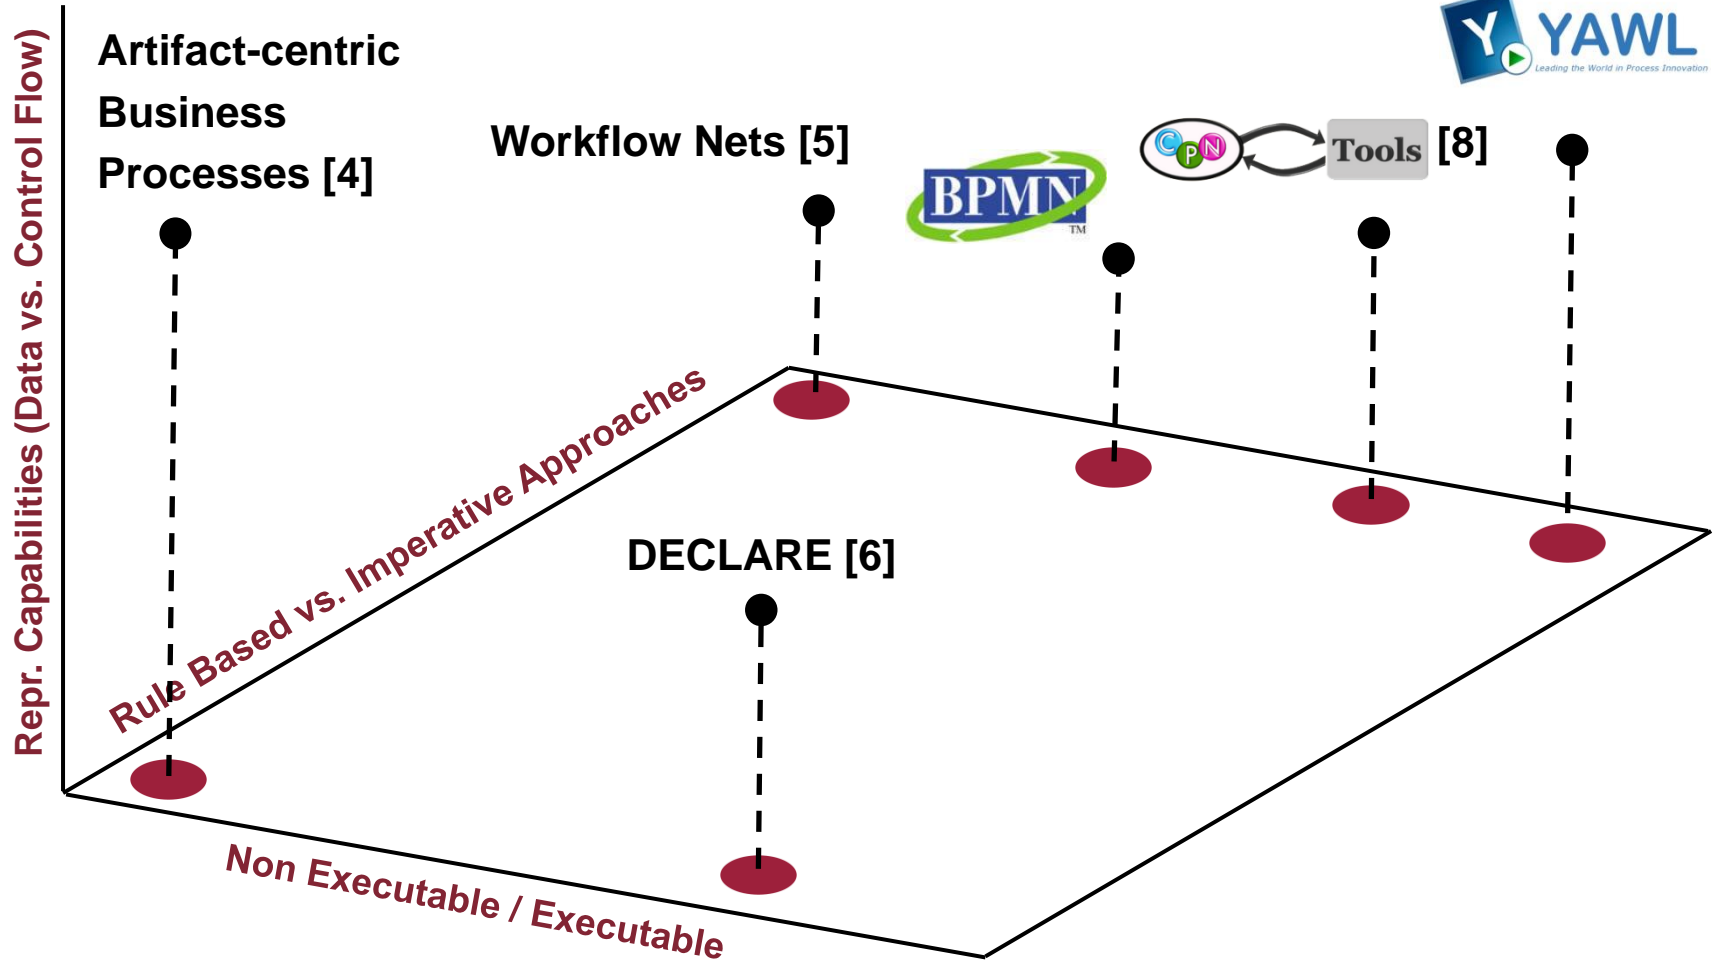 Repr. Capabilities (Data vs. Control Flow)
Artifact-centric
Business
Processes [4]
Workflow Nets [5]
BPMN
TM
CPN
Tools
[8]
Y
YAWL
Leading the World in Process Innovation
Rule Based vs. Imperative Approaches
DECLARE [6]
Non Executable / Executable